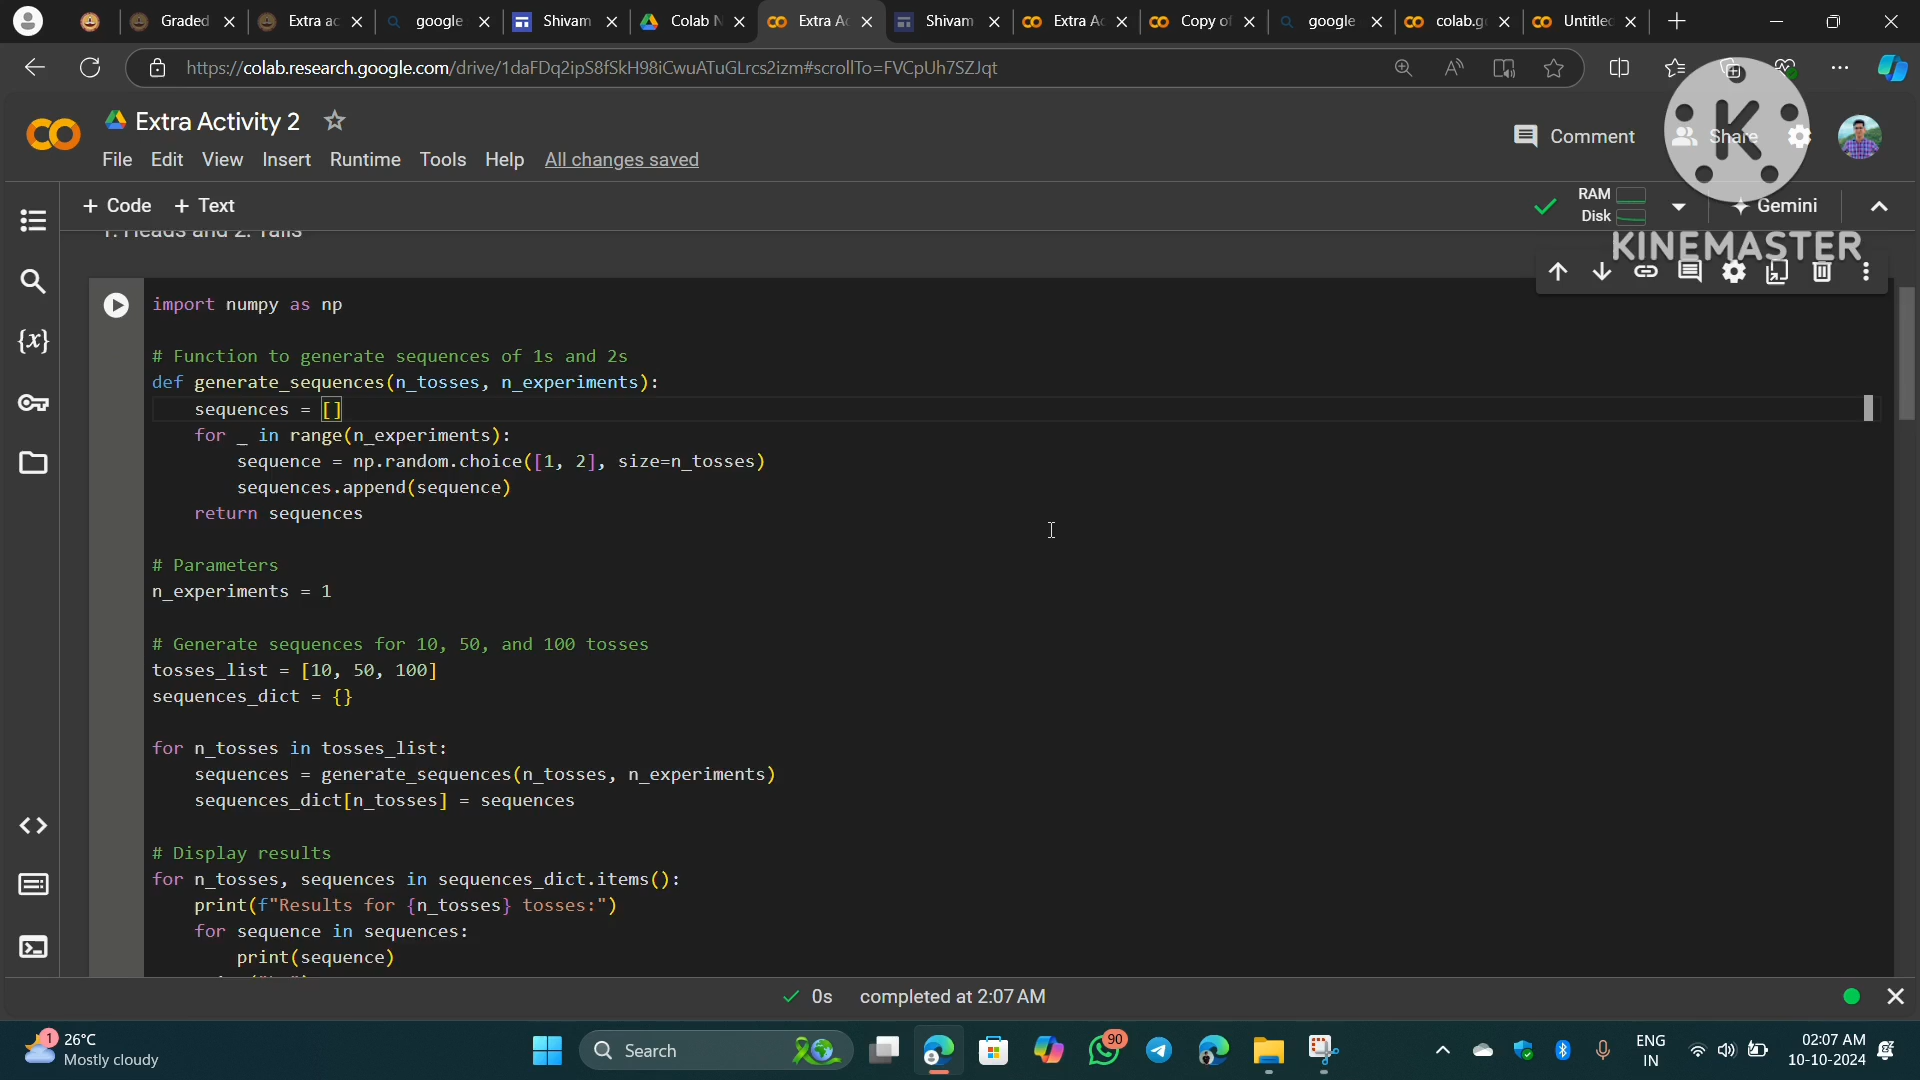 Graded
Extra ac
google
Shivam
Colab N
Extra Ac
Shivam
Extra Ac
Copy of
google
colab.g
Untitled
https://colab.research.google.com/drive/1daFDq2ipS8fSkH98iCwuATuGLrcs2izm#scrollTo=FVCpUh7SZJqt
Extra Activity 2
Comment
Share
File Edit View Insert Runtime Tools Help All changes saved
+ Code + Text
RAM
Disk
Gemini
K
KINEMASTER
1. Heads and 2. Tails
import numpy as np
# Function to generate sequences of 1s and 2s
def generate_sequences(n_tosses, n_experiments):
sequences = []
for _ in range(n_experiments):
sequence = np.random.choice([1, 2], size=n_tosses)
sequences.append(sequence)
return sequences
# Parameters
n_experiments = 1
# Generate sequences for 10, 50, and 100 tosses
tosses_list = [10, 50, 100]
sequences_dict = {}
for n_tosses in tosses_list:
sequences = generate_sequences(n_tosses, n_experiments)
sequences_dict[n_tosses] = sequences
# Display results
for n_tosses, sequences in sequences_dict.items():
print(f"Results for {n_tosses} tosses:")
for sequence in sequences:
print(sequence)
0s completed at 2:07 AM
1
26°C
Mostly cloudy
Search
90
ENG
IN
02:07 AM
10-10-2024